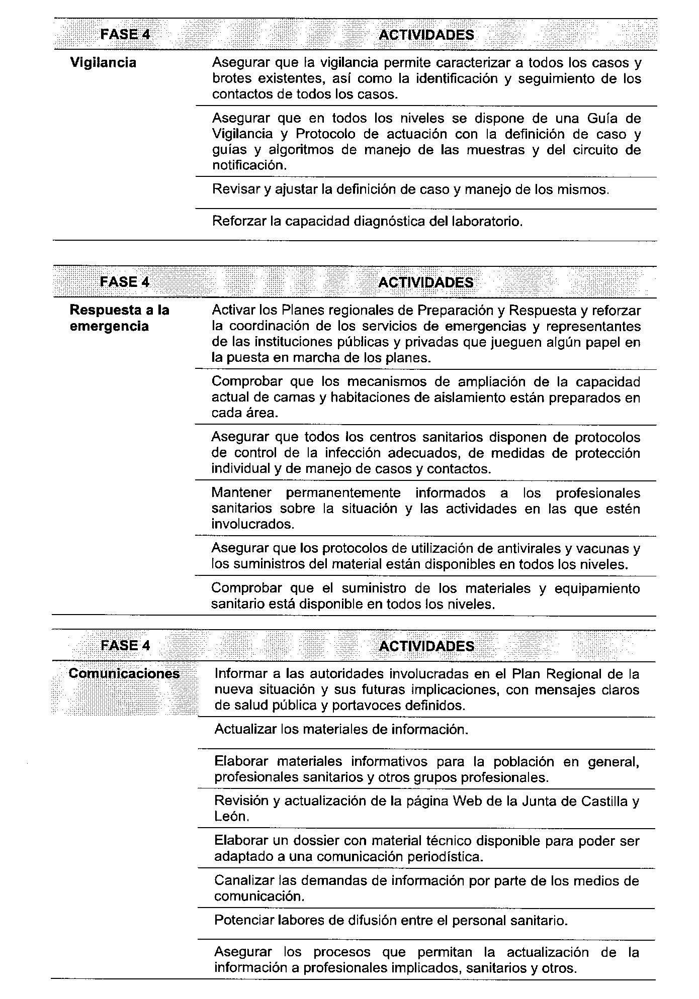 FASE 4 ACTIVIDADES
Vigilancia Asegurar que la vigilancia permite caracterizar a todos los casos y
brotes existentes, así como la identificación y seguimiento de los
contactos de todos los casos.
Asegurar que en todos los niveles se dispone de una Guía de
Vigilancia y Protocolo de actuación con la definición de caso y
guías y algoritmos de manejo de las muestras y del circuito de
notificación.
Revisar y ajustar la definición de caso y manejo de los mismos.
Reforzar la capacidad diagnóstica del laboratorio.
FASE 4 ACTIVIDADES
Respuesta a la Activar los Planes regionales de Preparación y Respuesta y reforzar
emergencia la coordinación de los servicios de emergencias y representantes
de las instituciones públicas y privadas que jueguen algún papel en
la puesta en marcha de los planes.
Comprobar que los mecanismos de ampliación de la capacidad
actual de camas y habitaciones de aislamiento están preparados en
cada área.
Asegurar que todos los centros sanitarios disponen de protocolos
de control de la infección adecuados, de medidas de protección
individual y de manejo de casos y contactos.
Mantener permanentemente informados a los profesionales
sanitarios sobre la situación y las actividades en las que estén
involucrados.
Asegurar que los protocolos de utilización de antivirales y vacunas y
los suministros del material están disponibles en todos los niveles.
Comprobar que el suministro de los materiales y equipamiento
sanitario está disponible en todos los niveles.
FASE 4 ACTIVIDADES
Comunicaciones Informar a las autoridades involucradas en el Plan Regional de la
nueva situación y sus futuras implicaciones, con mensajes claros
de salud pública y portavoces definidos.
Actualizar los materiales de información.
Elaborar materiales informativos para la población en general,
profesionales sanitarios y otros grupos profesionales.
Revisión y actualización de la página Web de la Junta de Castilla y
León.
Elaborar un dossier con material técnico disponible para poder ser
adaptado a una comunicación periodística.
Canalizar las demandas de información por parte de los medios de
comunicación.
Potenciar labores de difusión entre el personal sanitario.
Asegurar los procesos que permitan la actualización de la
información a profesionales implicados, sanitarios y otros.